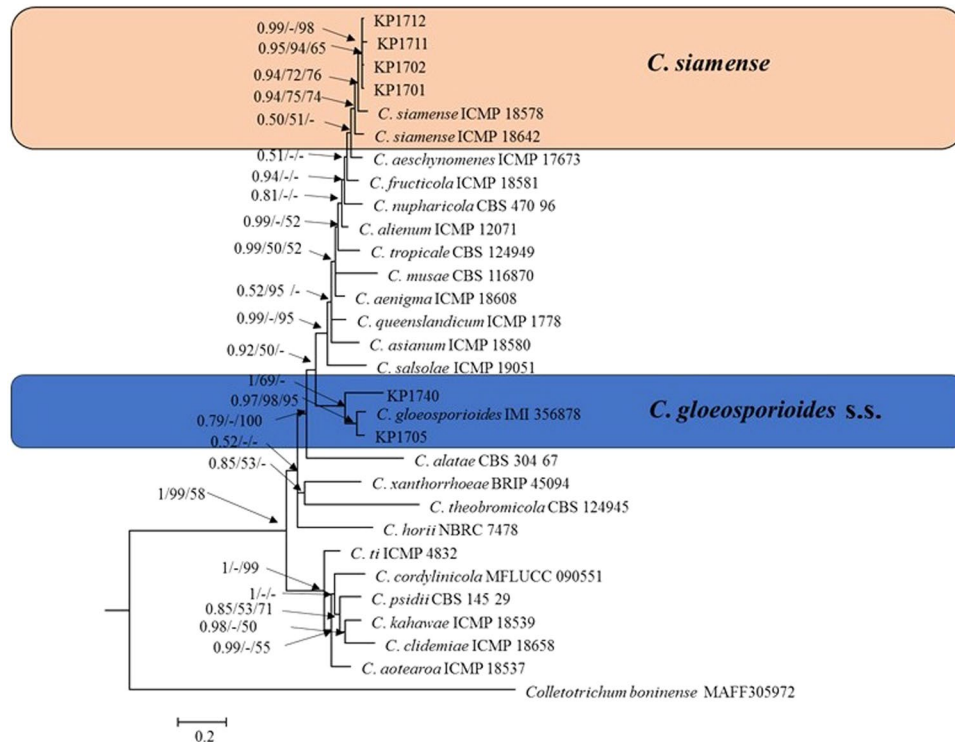 0.99/-/98
KP1712
0.95/94/65
KP1711
KP1702
0.94/72/76
KP1701
C. siamense
0.94/75/74
C. siamense ICMP 18578
0.50/51/-
C. siamense ICMP 18642
0.51/-/-
C. aeschynomenes ICMP 17673
0.94/-/-
C. fructicola ICMP 18581
0.81/-/-
C. nupharicola CBS 470 96
0.99/-/52
C. alienum ICMP 12071
0.99/50/52
C. tropicale CBS 124949
C. musae CBS 116870
0.52/95 /-
C. aenigma ICMP 18608
0.99/-/95
C. queenslandicum ICMP 1778
0.92/50/-
C. asianum ICMP 18580
C. salsolae ICMP 19051
1/69/-
KP1740
0.97/98/95
C. gloeosporioides IMI 356878
C. gloeosporioides s.s.
0.79/-/100
KP1705
0.52/-/-
C. alatae CBS 304 67
0.85/53/-
C. xanthorrhoeae BRIP 45094
1/99/58
C. theobromicola CBS 124945
C. horii NBRC 7478
C. ti ICMP 4832
1/-/99
C. cordylinicola MFLUCC 090551
1/-/-
C. psidii CBS 145 29
0.85/53/71
C. kahawae ICMP 18539
0.98/-/50
C. clidemiae ICMP 18658
0.99/-/55
C. aotearoa ICMP 18537
Colletotrichum boninense MAFF305972
0.2